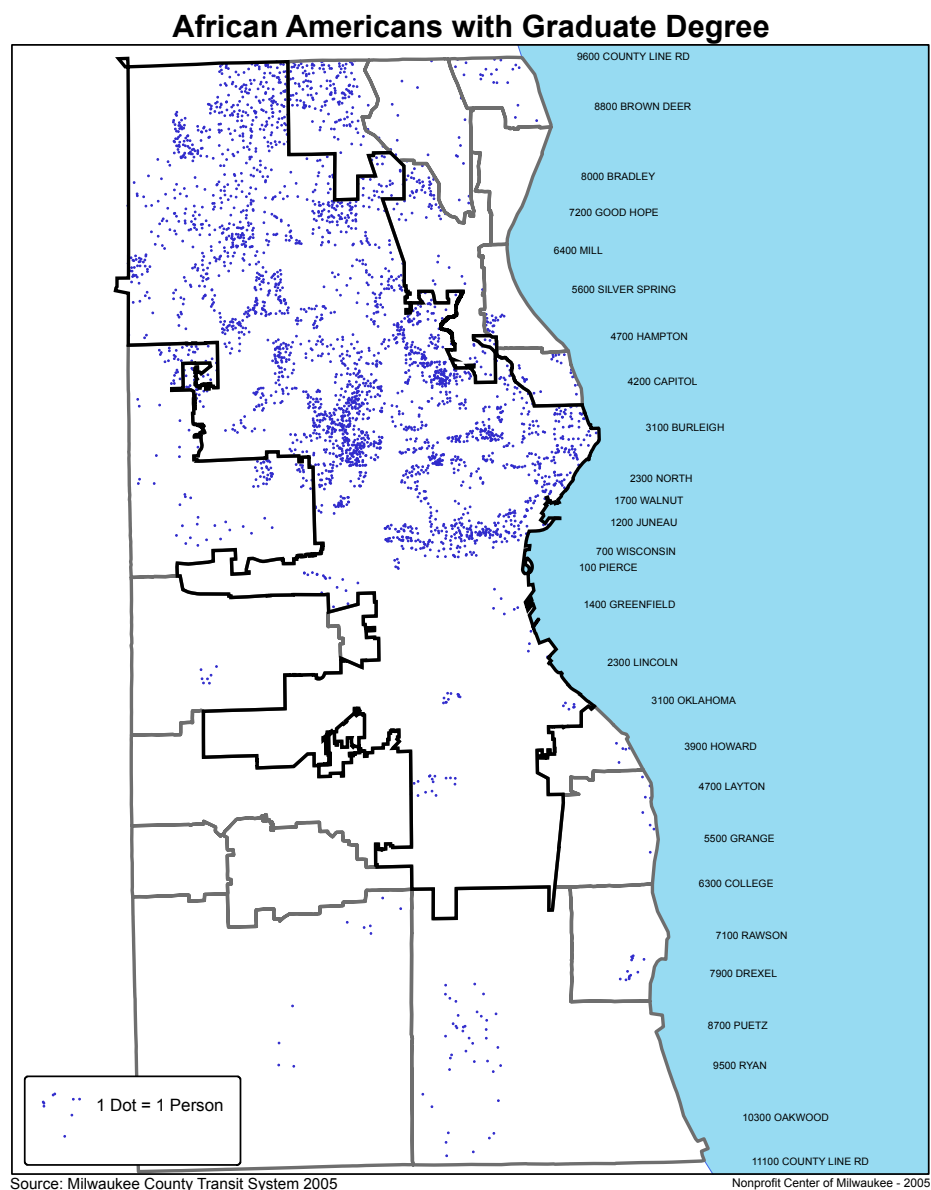 African Americans with Graduate Degree
9600 COUNTY LINE RD
8800 BROWN DEER
8000 BRADLEY
7200 GOOD HOPE
6400 MILL
5600 SILVER SPRING
4700 HAMPTON
4200 CAPITOL
3100 BURLEIGH
2300 NORTH
1700 WALNUT
1200 JUNEAU
700 WISCONSIN
100 PIERCE
1400 GREENFIELD
2300 LINCOLN
3100 OKLAHOMA
3900 HOWARD
4700 LAYTON
5500 GRANGE
6300 COLLEGE
7100 RAWSON
7900 DREXEL
8700 PUETZ
9500 RYAN
1 Dot = 1 Person
10300 OAKWOOD
11100 COUNTY LINE RD
Source: Milwaukee County Transit System 2005
Nonprofit Center of Milwaukee - 2005